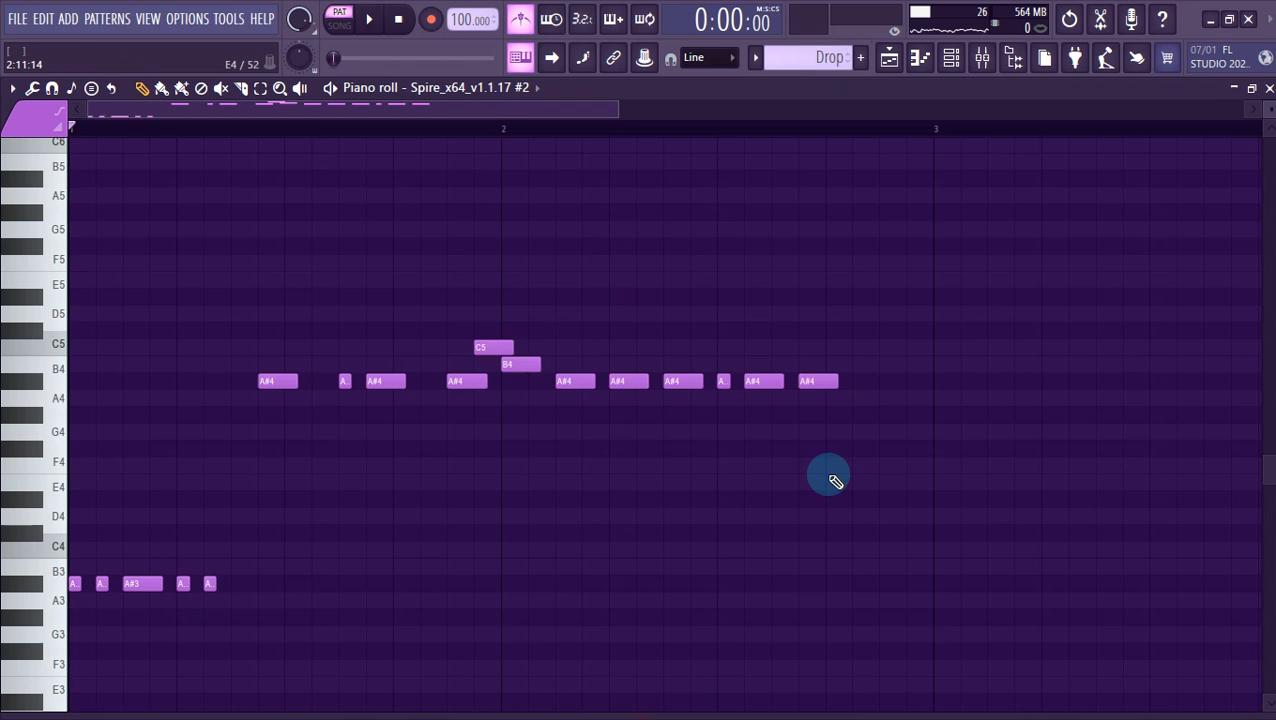 FILE EDIT ADD PATTERNS VIEW OPTIONS TOOLS HELP
PAT
SONG
100.000
3.2
0:00:00
M:S:CS
26
564 MB
0
[ ]
2:11:14
E4 / 52
Line
Drop
07/01 FL
STUDIO 202...
Piano roll - Spire_x64_v1.1.17 #2
2
3
C6
B5
A5
G5
F5
E5
D5
C5
C5
B4
B4
A#4
A..
A#4
A#4
A#4
A#4
A#4
A..
A#4
A#4
A4
G4
F4
E4
D4
C4
B3
A..
A..
A#3
A..
A..
A3
G3
F3
E3